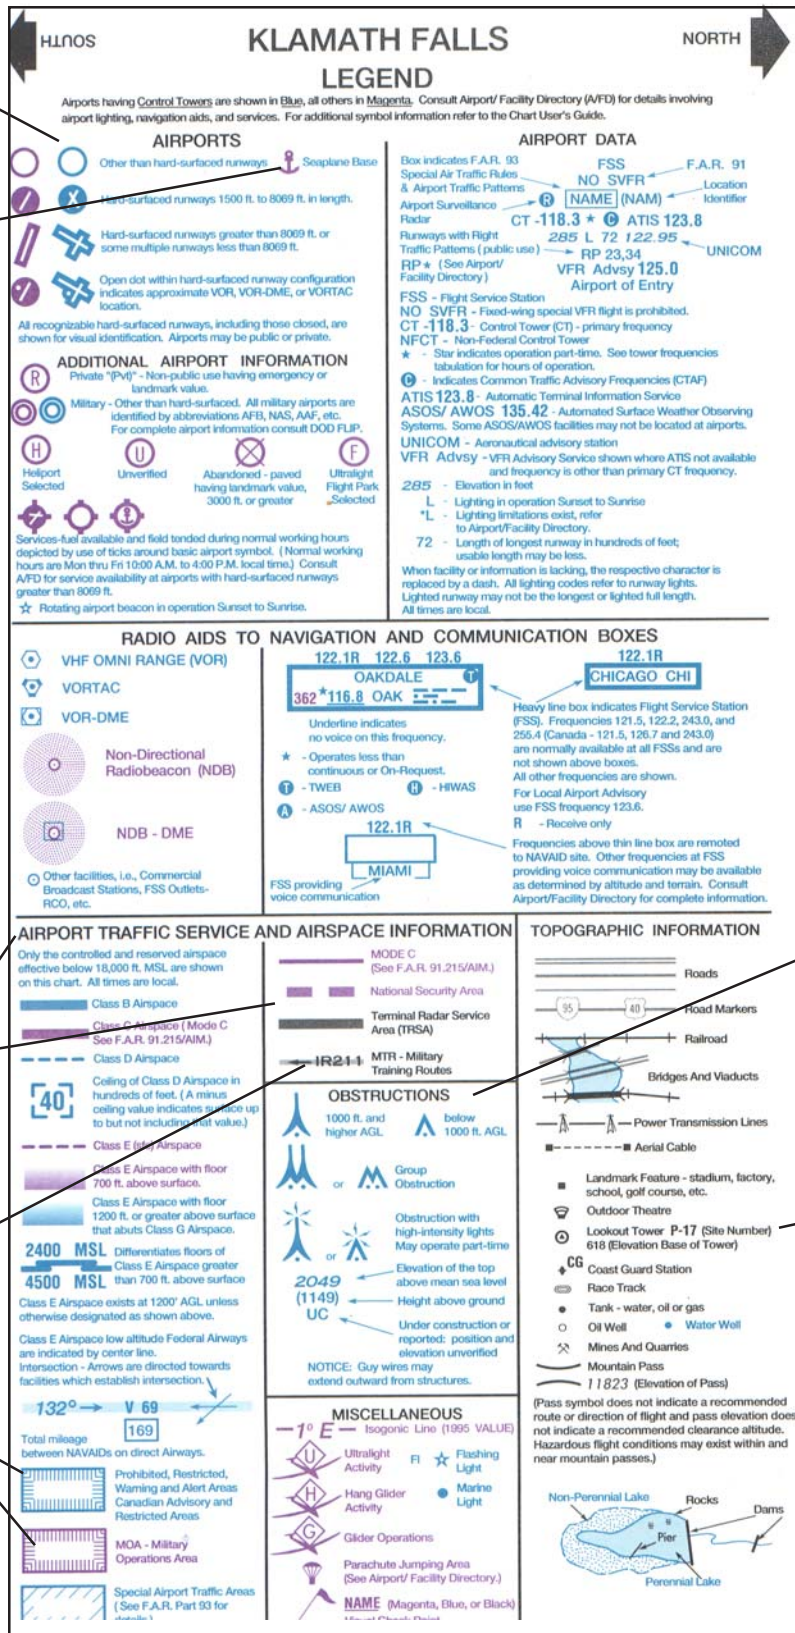 SOUTH
KLAMATH FALLS
NORTH
LEGEND
Airports having Control Towers are shown in Blue, all others in Magenta. Consult Airport/ Facility Directory (A/FD) for details involving
airport lighting, navigation aids, and services. For additional symbol information refer to the Chart User's Guide.
AIRPORTS
Other than hard-surfaced runways
Seaplane Base
Hard-surfaced runways 1500 ft. to 8069 ft. in length.
Hard-surfaced runways greater than 8069 ft. or
some multiple runways less than 8069 ft.
Open dot within hard-surfaced runway configuration
indicates approximate VOR, VOR-DME, or VORTAC
location.
All recognizable hard-surfaced runways, including those closed, are
shown for visual identification. Airports may be public or private.
ADDITIONAL AIRPORT INFORMATION
R
Private "(Pvt)" - Non-public use having emergency or
landmark value.
Military - Other than hard-surfaced. All military airports are
identified by abbreviations AFB, NAS, AAF, etc.
For complete airport information consult DOD FLIP.
H
U
F
Heliport
Selected
Unverified
Abandoned - paved
having landmark value,
3000 ft. or greater
Ultralight
Flight Park
Selected
Services-fuel available and field tended during normal working hours
depicted by use of ticks around basic airport symbol. ( Normal working
hours are Mon thru Fri 10:00 A.M. to 4:00 P.M. local time.) Consult
A/FD for service availability at airports with hard-surfaced runways
greater than 8069 ft.
☆ Rotating airport beacon in operation Sunset to Sunrise.
AIRPORT DATA
Box indicates F.A.R. 93
Special Air Traffic Rules
& Airport Traffic Patterns
Airport Surveillance
Radar
Runways with Right
Traffic Patterns ( public use )
RP★ (See Airport/
Facility Directory )
FSS
NO SVFR
R NAME (NAM)
CT -118.3 ★ C ATIS 123.8
285 L 72 122.95
RP 23,34
VFR Advsy 125.0
Airport of Entry
F.A.R. 91
Location
Identifier
UNICOM
FSS - Flight Service Station
NO SVFR - Fixed-wing special VFR flight is prohibited.
CT -118.3 - Control Tower (CT) - primary frequency
NFCT - Non-Federal Control Tower
★ - Star indicates operation part-time. See tower frequencies
tabulation for hours of operation.
C - Indicates Common Traffic Advisory Frequencies (CTAF)
ATIS 123.8 - Automatic Terminal Information Service
ASOS/ AWOS 135.42 - Automated Surface Weather Observing
Systems. Some ASOS/AWOS facilities may not be located at airports.
UNICOM - Aeronautical advisory station
VFR Advsy - VFR Advisory Service shown where ATIS not available
and frequency is other than primary CT frequency.
285 - Elevation in feet
L - Lighting in operation Sunset to Sunrise
*L - Lighting limitations exist, refer
to Airport/Facility Directory.
72 - Length of longest runway in hundreds of feet;
usable length may be less.
When facility or information is lacking, the respective character is
replaced by a dash. All lighting codes refer to runway lights.
Lighted runway may not be the longest or lighted full length.
All times are local.
RADIO AIDS TO NAVIGATION AND COMMUNICATION BOXES
VHF OMNI RANGE (VOR)
VORTAC
VOR-DME
Non-Directional
Radiobeacon (NDB)
NDB - DME
Other facilities, i.e., Commercial
Broadcast Stations, FSS Outlets-
RCO, etc.
122.1R 122.6 123.6
OAKDALE T
362 ★116.8 OAK
Underline indicates
no voice on this frequency.
★ - Operates less than
continuous or On-Request.
T - TWEB
H - HIWAS
A - ASOS/ AWOS
122.1R
MIAMI
FSS providing
voice communication
122.1R
CHICAGO CHI
Heavy line box indicates Flight Service Station
(FSS). Frequencies 121.5, 122.2, 243.0, and
255.4 (Canada - 121.5, 126.7 and 243.0)
are normally available at all FSSs and are
not shown above boxes.
All other frequencies are shown.
For Local Airport Advisory
use FSS frequency 123.6.
R - Receive only
Frequencies above thin line box are remoted
to NAVAID site. Other frequencies at FSS
providing voice communication may be available
as determined by altitude and terrain. Consult
Airport/Facility Directory for complete information.
AIRPORT TRAFFIC SERVICE AND AIRSPACE INFORMATION
Only the controlled and reserved airspace
effective below 18,000 ft. MSL are shown
on this chart. All times are local.
Class B Airspace
Class C Airspace ( Mode C
See F.A.R. 91.215/AIM.)
Class D Airspace
[40]
Ceiling of Class D Airspace in
hundreds of feet. ( A minus
ceiling value indicates surface up
to but not including that value.)
Class E (sfc) Airspace
Class E Airspace with floor
700 ft. above surface.
Class E Airspace with floor
1200 ft. or greater above surface
that abuts Class G Airspace.
2400 MSL
4500 MSL
Differentiates floors of
Class E Airspace greater
than 700 ft. above surface
Class E Airspace exists at 1200' AGL unless
otherwise designated as shown above.
Class E Airspace low altitude Federal Airways
are indicated by center line.
Intersection - Arrows are directed towards
facilities which establish intersection.
132° → V 69
169
Total mileage
between NAVAIDs on direct Airways.
Prohibited, Restricted,
Warning and Alert Areas
Canadian Advisory and
Restricted Areas
MOA - Military
Operations Area
Special Airport Traffic Areas
( See F.A.R. Part 93 for
details.)
MODE C
(See F.A.R. 91.215/AIM.)
National Security Area
Terminal Radar Service
Area (TRSA)
IR211
MTR - Military
Training Routes
OBSTRUCTIONS
1000 ft. and
higher AGL
below
1000 ft. AGL
or
Group
Obstruction
or
Obstruction with
high-intensity lights
May operate part-time
2049
(1149)
UC
Elevation of the top
above mean sea level
Height above ground
Under construction or
reported: position and
elevation unverified
NOTICE: Guy wires may
extend outward from structures.
MISCELLANEOUS
1° E
Isogonic Line (1995 VALUE)
U
Ultralight
Activity
Fl ☆ Flashing
Light
H
Hang Glider
Activity
Marine
Light
G
Glider Operations
Parachute Jumping Area
(See Airport/ Facility Directory.)
NAME (Magenta, Blue, or Black)
Visual Check Point
TOPOGRAPHIC INFORMATION
Roads
95 40 Road Markers
Railroad
Bridges And Viaducts
Power Transmission Lines
Aerial Cable
Landmark Feature - stadium, factory,
school, golf course, etc.
Outdoor Theatre
Lookout Tower P-17 (Site Number)
618 (Elevation Base of Tower)
CG
Coast Guard Station
Race Track
Tank - water, oil or gas
Oil Well
Water Well
Mines And Quarries
Mountain Pass
11823 (Elevation of Pass)
(Pass symbol does not indicate a recommended
route or direction of flight and pass elevation does
not indicate a recommended clearance altitude.
Hazardous flight conditions may exist within and
near mountain passes.)
Non-Perennial Lake
Rocks
Dams
Pier
Perennial Lake